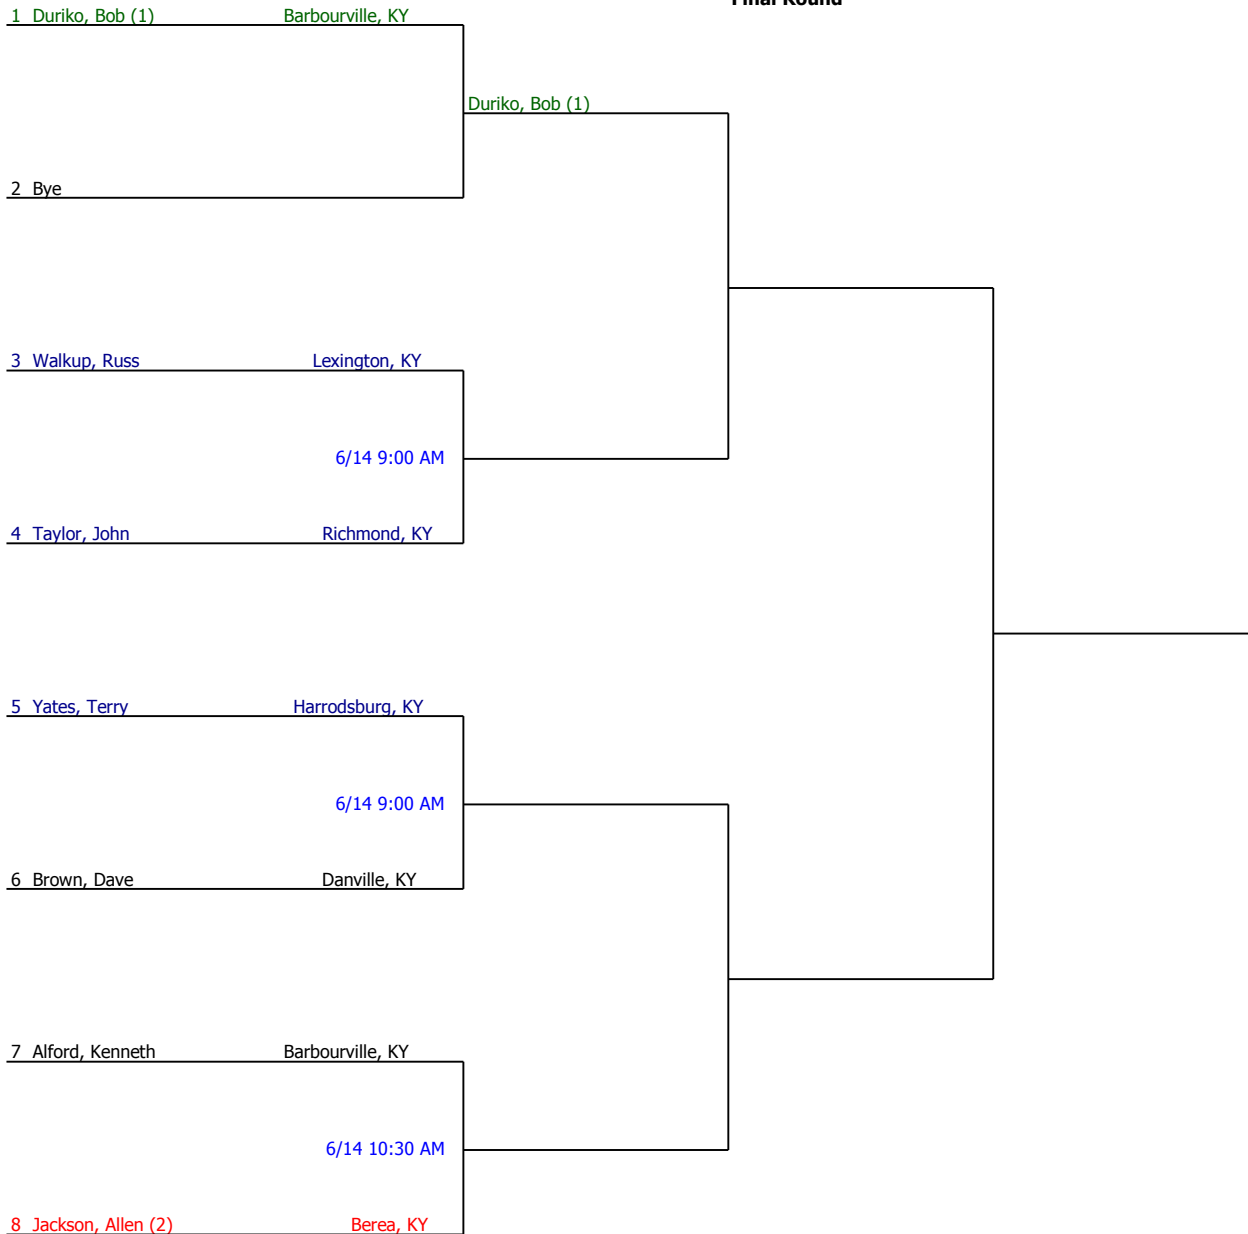 Final Round
1 Duriko, Bob (1) Barbourville, KY
Duriko, Bob (1)
2 Bye
3 Walkup, Russ Lexington, KY
6/14 9:00 AM
4 Taylor, John Richmond, KY
5 Yates, Terry Harrodsburg, KY
6/14 9:00 AM
6 Brown, Dave Danville, KY
7 Alford, Kenneth Barbourville, KY
6/14 10:30 AM
8 Jackson, Allen (2) Berea, KY